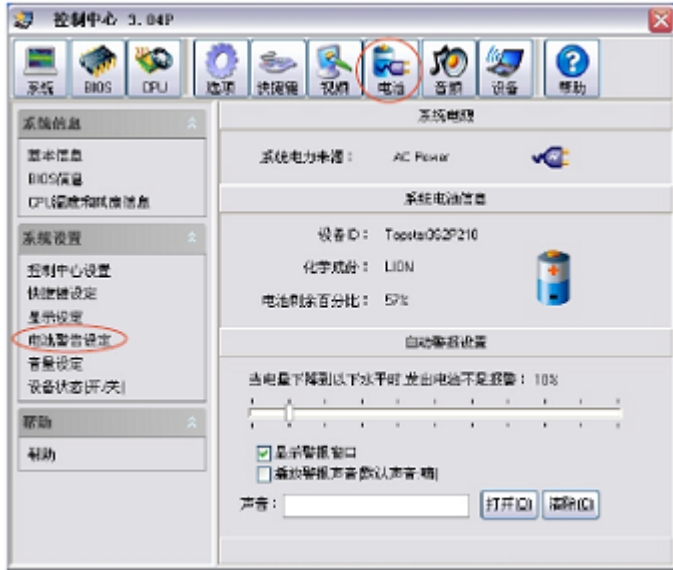 控制中心 3.04P
系统 BIOS CPU 选项 快捷键 视频 电池 音频 设备 帮助
系统信息
基本信息
BIOS信息
CPU温度和风扇信息
系统设置
控制中心设置
快捷键设定
显示设定
电池警告设定
音量设定
设备状态[开/关]
帮助
帮助
系统电源
系统电力来源： AC Power
系统电池信息
设备ID：
化学成份： LION
电池剩余百分比： 57%
自动警报设置
当电量下降到以下水平时,发出电池不足报警： 10%
显示警报窗口
播放警报声音[默认声音:嘀]
声音： 打开(O) 清除(C)